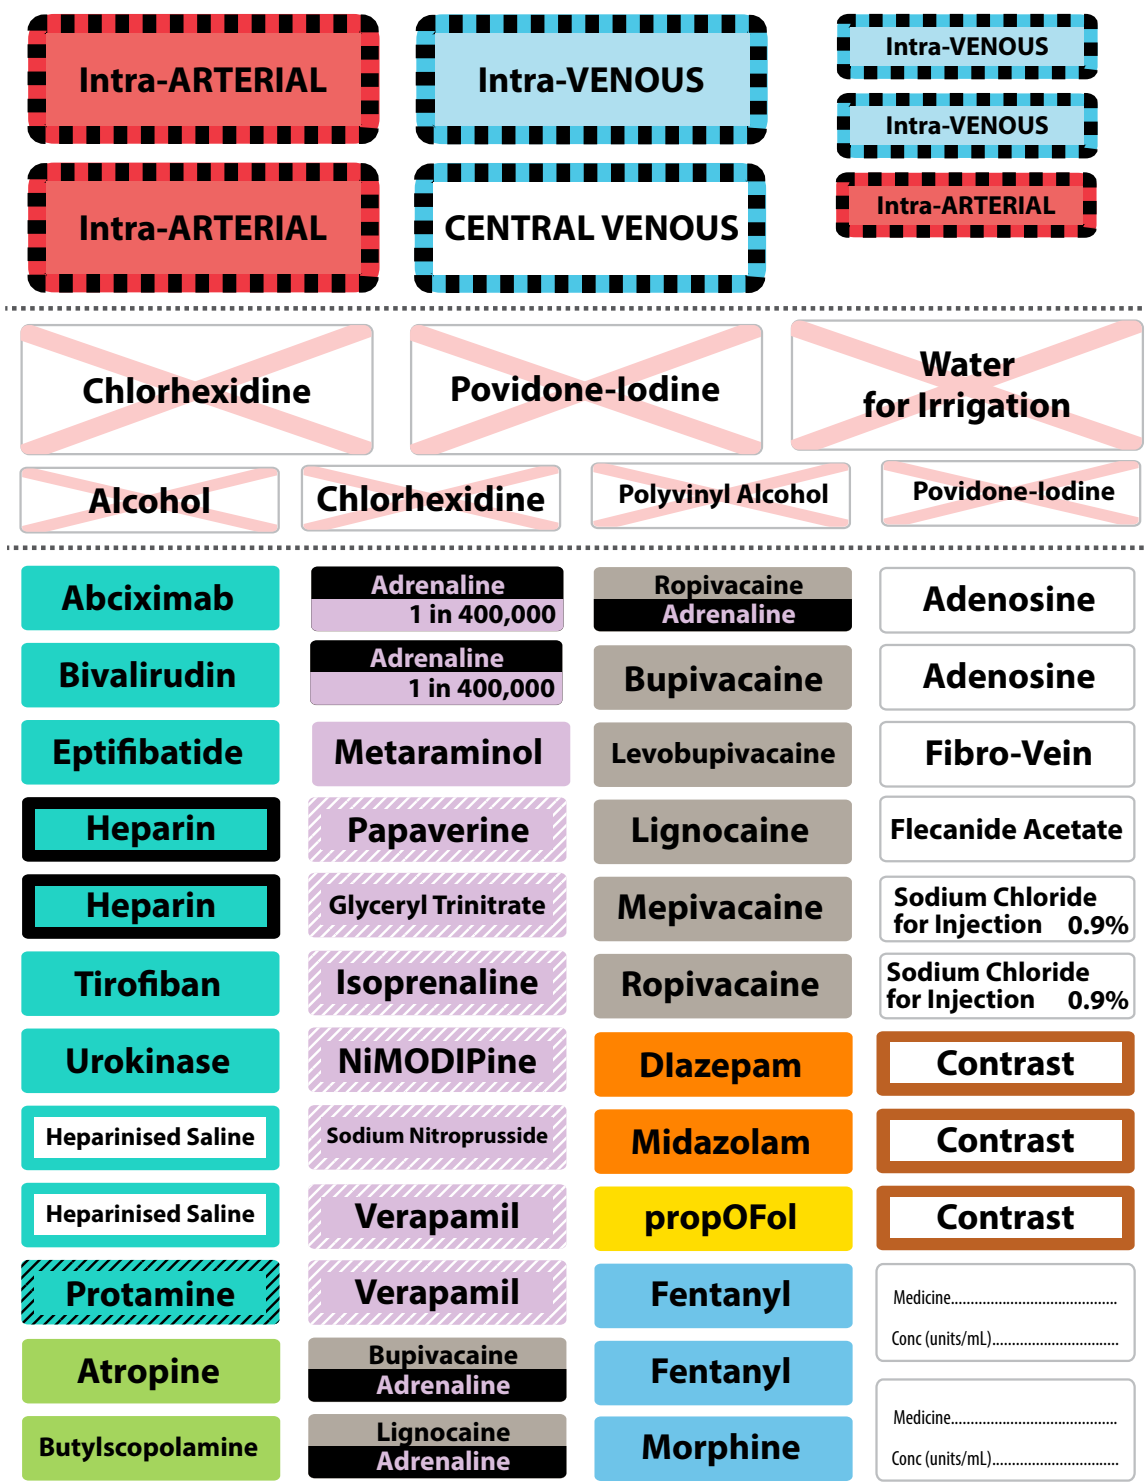 Intra-ARTERIAL
Intra-VENOUS
Intra-VENOUS
Intra-VENOUS
Intra-ARTERIAL
CENTRAL VENOUS
Intra-ARTERIAL
Chlorhexidine
Povidone-Iodine
Water
for Irrigation
Alcohol
Chlorhexidine
Polyvinyl Alcohol
Povidone-Iodine
Abciximab
Bivalirudin
Eptifibatide
Heparin
Heparin
Tirofiban
Urokinase
Heparinised Saline
Heparinised Saline
Protamine
Atropine
Butylscopolamine
Adrenaline
1 in 400,000
Adrenaline
1 in 400,000
Metaraminol
Papaverine
Glyceryl Trinitrate
Isoprenaline
NiMODIPine
Sodium Nitroprusside
Verapamil
Verapamil
Bupivacaine
Adrenaline
Lignocaine
Adrenaline
Ropivacaine
Adrenaline
Bupivacaine
Levobupivacaine
Lignocaine
Mepivacaine
Ropivacaine
DIazepam
Midazolam
propOFol
Fentanyl
Fentanyl
Morphine
Adenosine
Adenosine
Fibro-Vein
Flecanide Acetate
Sodium Chloride
for Injection 0.9%
Sodium Chloride
for Injection 0.9%
Contrast
Contrast
Contrast
Medicine..........................................
Conc (units/mL)................................
Medicine..........................................
Conc (units/mL)................................